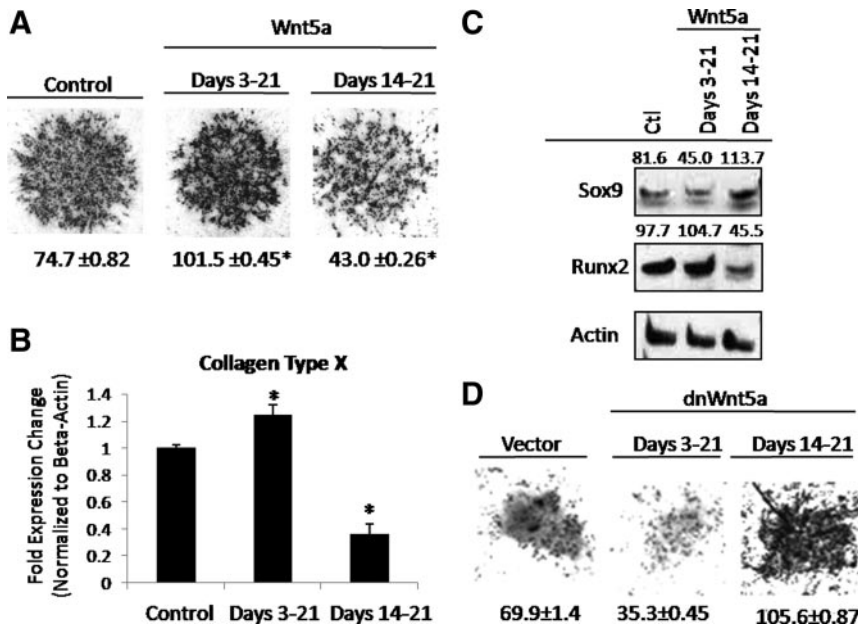 A
Wnt5a
Control
Days 3-21
Days 14-21
74.7 ±0.82
101.5 ±0.45*
43.0 ±0.26*
B
Collagen Type X
Fold Expression Change
(Normalized to Beta-Actin)
1.4
1.2
1
0.8
0.6
0.4
0.2
0
*
*
Control
Days 3-21
Days 14-21
C
Wnt5a
Ctl
Days 3-21
Days 14-21
81.6 45.0 113.7
Sox9
97.7 104.7 45.5
Runx2
Actin
D
dnWnt5a
Vector
Days 3-21
Days 14-21
69.9±1.4
35.3±0.45
105.6±0.87